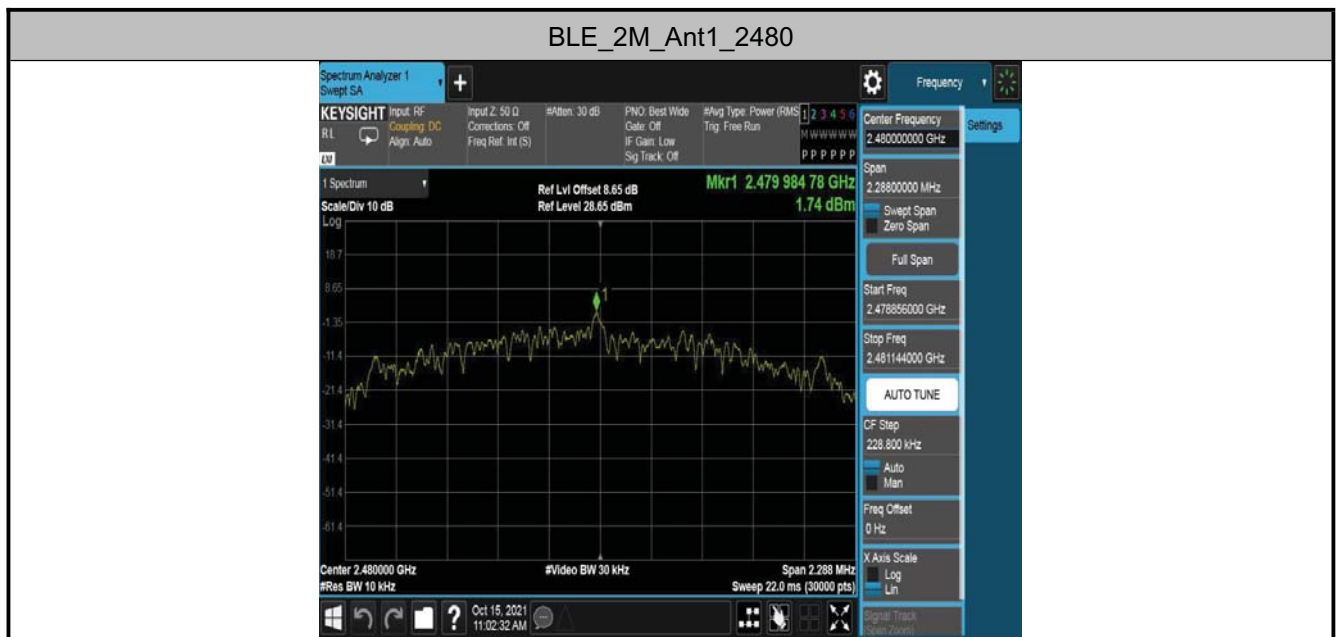 BLE_2M_Ant1_2480
Spectrum Analyzer 1
Swept SA
Frequency
KEYSIGHT
RL
LXI
Input: RF
Coupling: DC
Align: Auto
Input Z: 50 Ω
Corrections: Off
Freq Ref: Int (S)
#Atten: 30 dB
PNO: Best Wide
Gate: Off
IF Gain: Low
Sig Track: Off
#Avg Type: Power (RMS
Trig: Free Run
1 2 3 4 5 6
M W W W W W
P P P P P P
Center Frequency
2.480000000 GHz
Settings
1 Spectrum
Scale/Div 10 dB
Log
Ref Lvl Offset 8.65 dB
Ref Level 28.65 dBm
Mkr1 2.479 984 78 GHz
1.74 dBm
18.7
8.65
-1.35
-11.4
-21.4
-31.4
-41.4
-51.4
-61.4
1
Center 2.480000 GHz
#Res BW 10 kHz
#Video BW 30 kHz
Span 2.288 MHz
Sweep 22.0 ms (30000 pts)
Span
2.28800000 MHz
Swept Span
Zero Span
Full Span
Start Freq
2.478856000 GHz
Stop Freq
2.481144000 GHz
AUTO TUNE
CF Step
228.800 kHz
Auto
Man
Freq Offset
0 Hz
X Axis Scale
Log
Lin
Signal Track
(Span Zoom)
?
Oct 15, 2021
11:02:32 AM